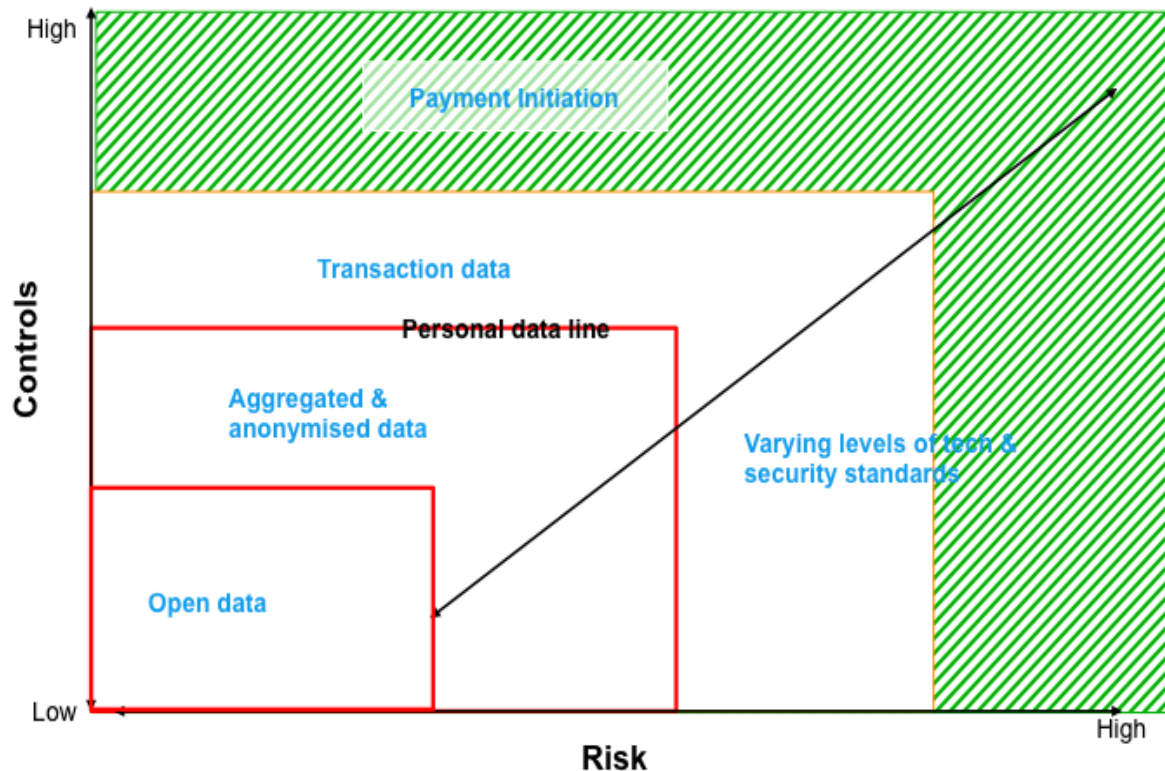 High
Payment Initiation
Transaction data
Controls
Personal data line
Aggregated &
anonymised data
Varying levels of tech &
security standards
Open data
Low
High
Risk